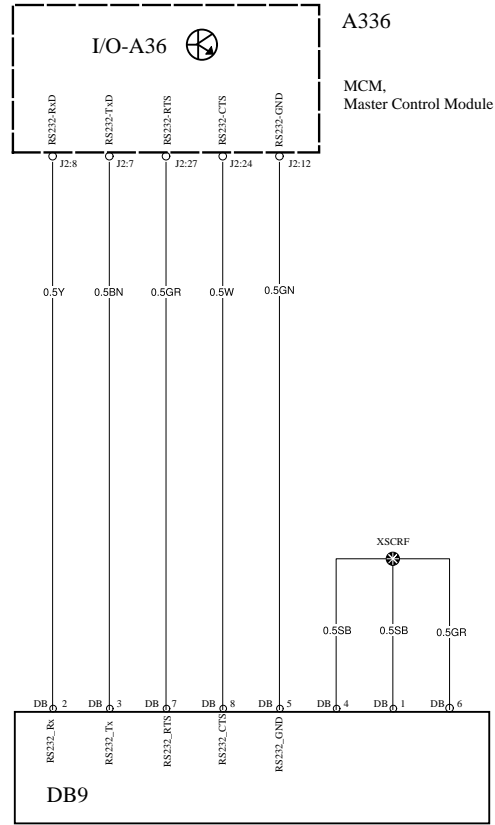 A336
I/O-A36
MCM,
Master Control Module
RS232-RxD
RS232-TxD
RS232-RTS
RS232-CTS
RS232-GND
J2:8
J2:7
J2:27
J2:24
J2:12
0.5Y
0.5BN
0.5GR
0.5W
0.5GN
XSCRF
0.5SB
0.5SB
0.5GR
DB 2
DB 3
DB 7
DB 8
DB 5
DB 4
DB 1
DB 6
RS232_Rx
RS232_Tx
RS232_RTS
RS232_CTS
RS232_GND
DB9